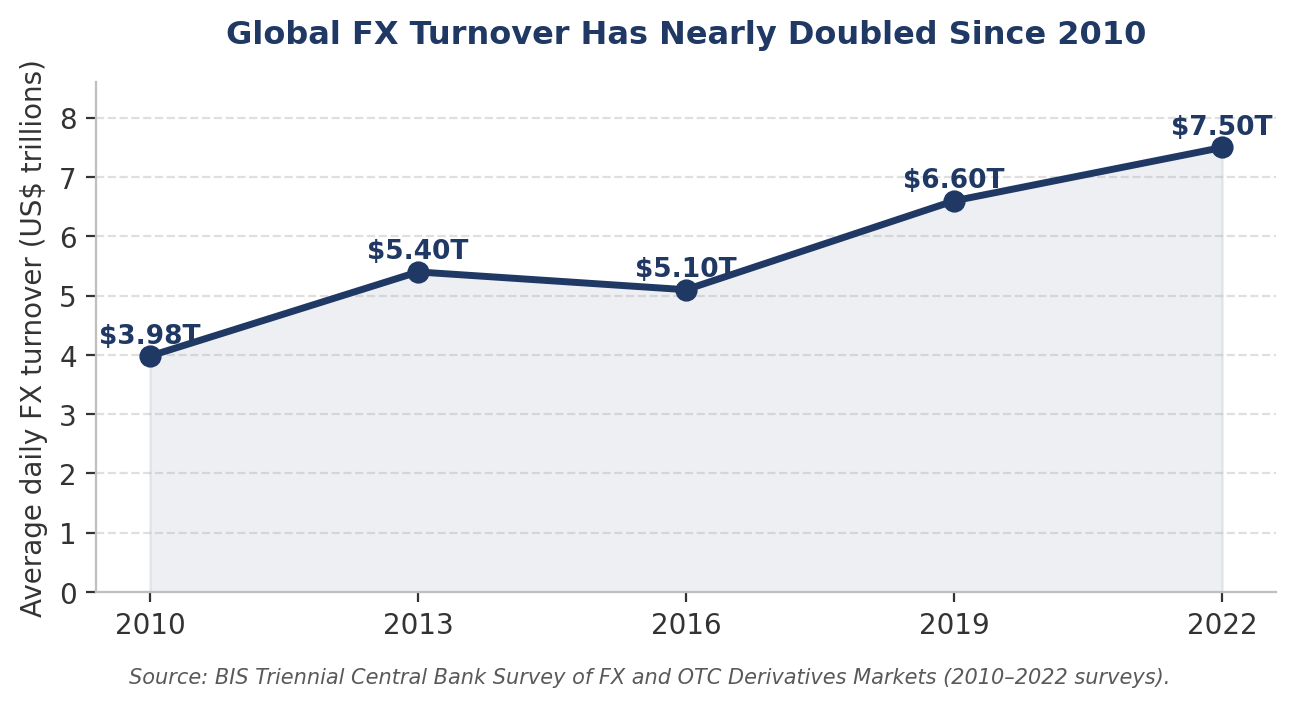 Global FX Turnover Has Nearly Doubled Since 2010
Average daily FX turnover (US$ trillions)
8
7
6
5
4
3
2
1
0
$3.98T
$5.40T
$5.10T
$6.60T
$7.50T
2010
2013
2016
2019
2022
Source: BIS Triennial Central Bank Survey of FX and OTC Derivatives Markets (2010–2022 surveys).